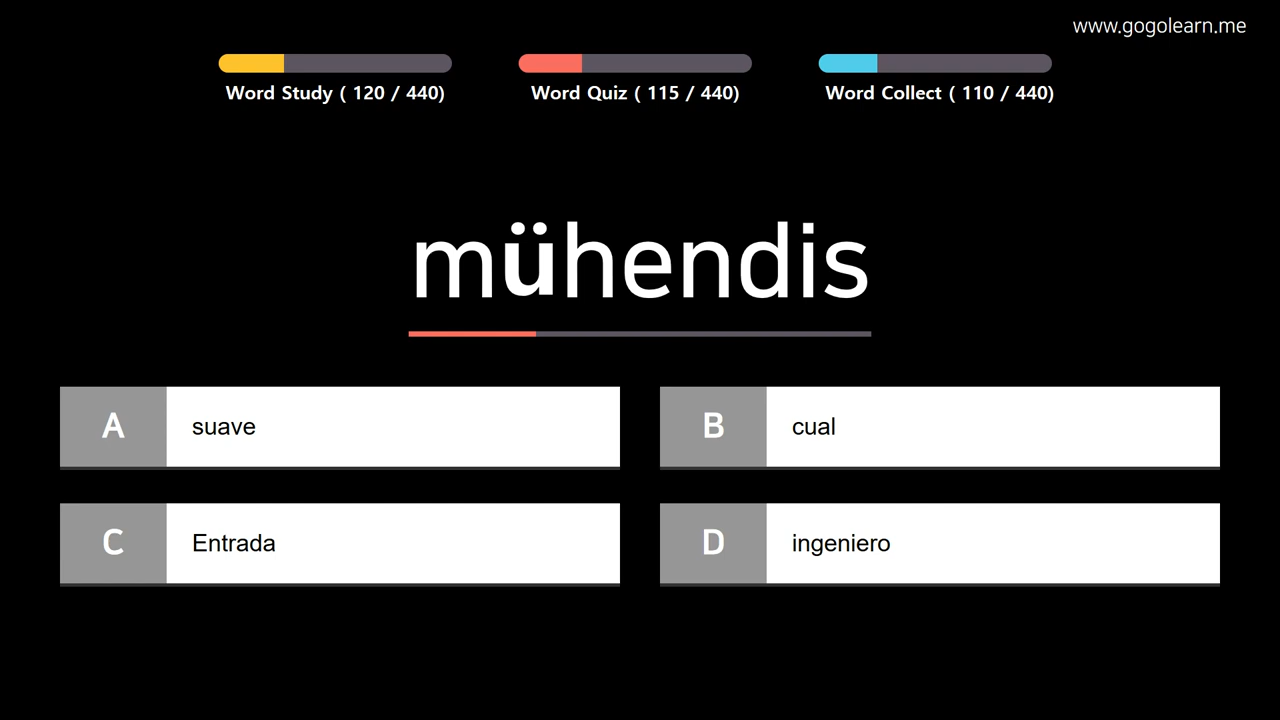 www.gogolearn.me
Word Study ( 120 / 440)
Word Quiz ( 115 / 440)
Word Collect ( 110 / 440)
mühendis
A suave
B cual
C Entrada
D ingeniero